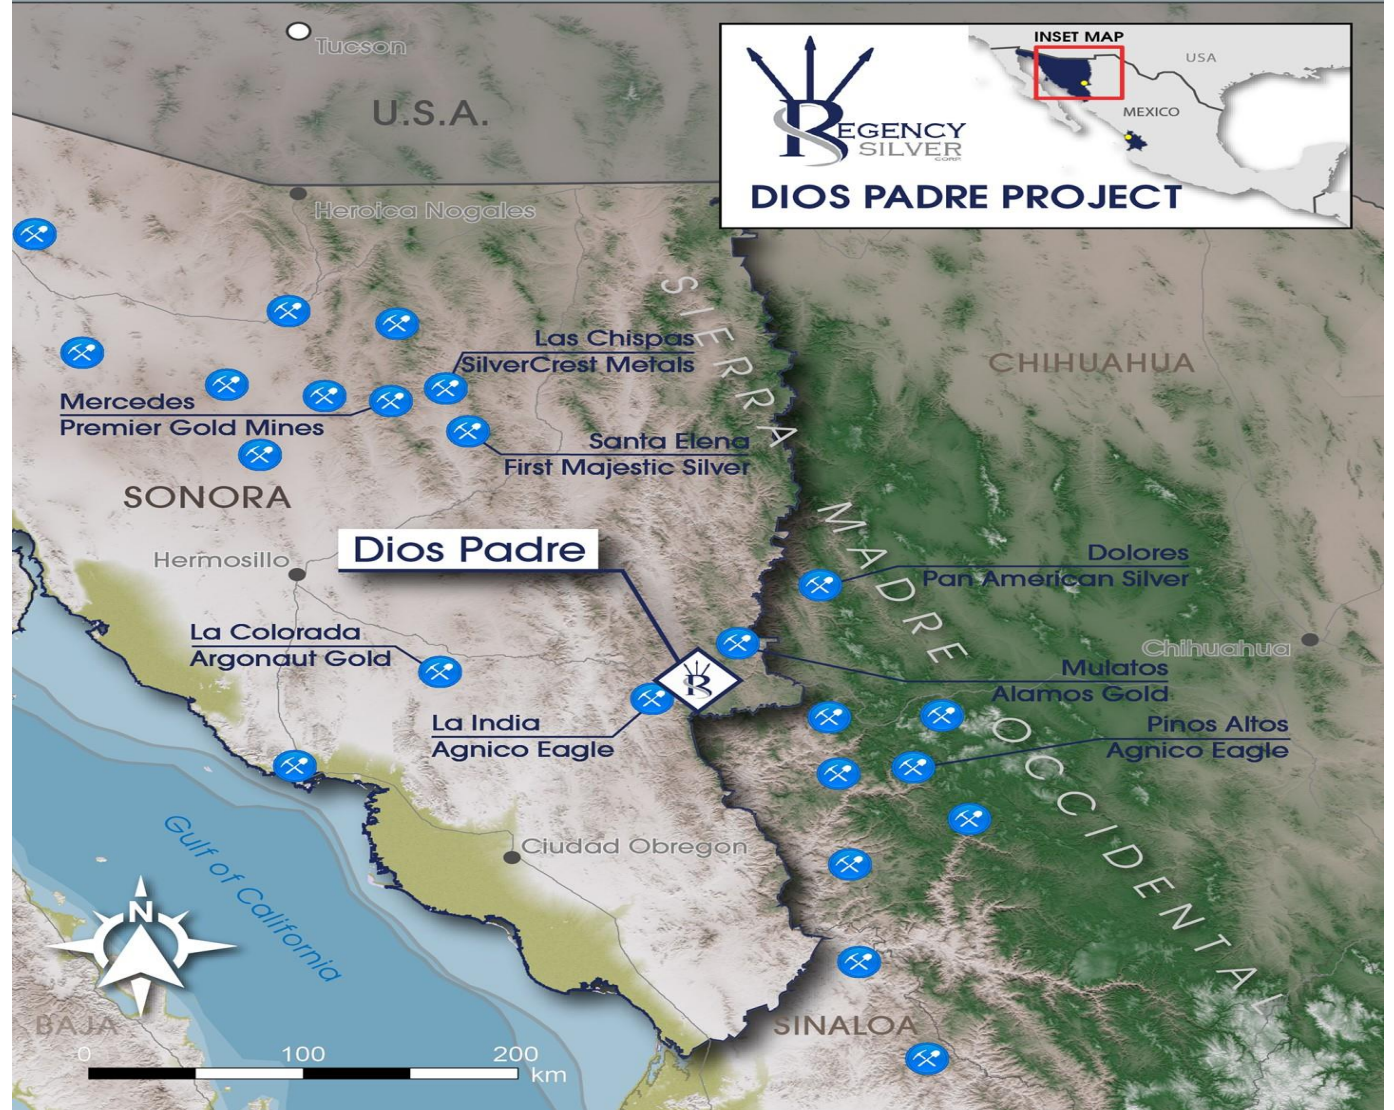 Tucson
U.S.A.
REGENCY
SILVER
CORP.
DIOS PADRE PROJECT
INSET MAP
USA
MEXICO
Heroica Nogales
SIERRA MADRE OCCIDENTAL
CHIHUAHUA
Las Chispas
SilverCrest Metals
Mercedes
Premier Gold Mines
Santa Elena
First Majestic Silver
SONORA
Hermosillo
Dios Padre
Dolores
Pan American Silver
La Colorada
Argonaut Gold
Chihuahua
Mulatos
Alamos Gold
La India
Agnico Eagle
Pinos Altos
Agnico Eagle
Ciudad Obregon
Gulf of California
N
BAJA
SINALOA
0 100 200
km